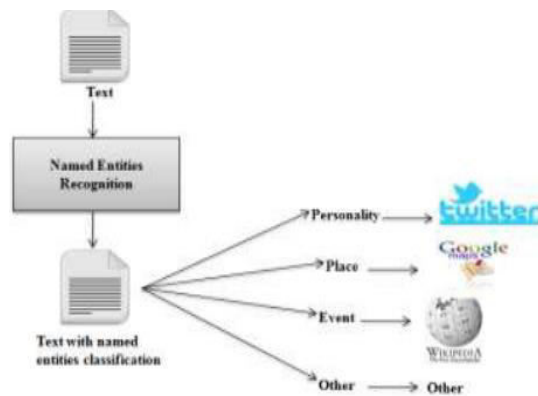 Text
Named Entities
Recognition
Personality
twitter
Place
Google
maps
Event
WIKIPEDIA
Text with named
entities classification
Other
Other